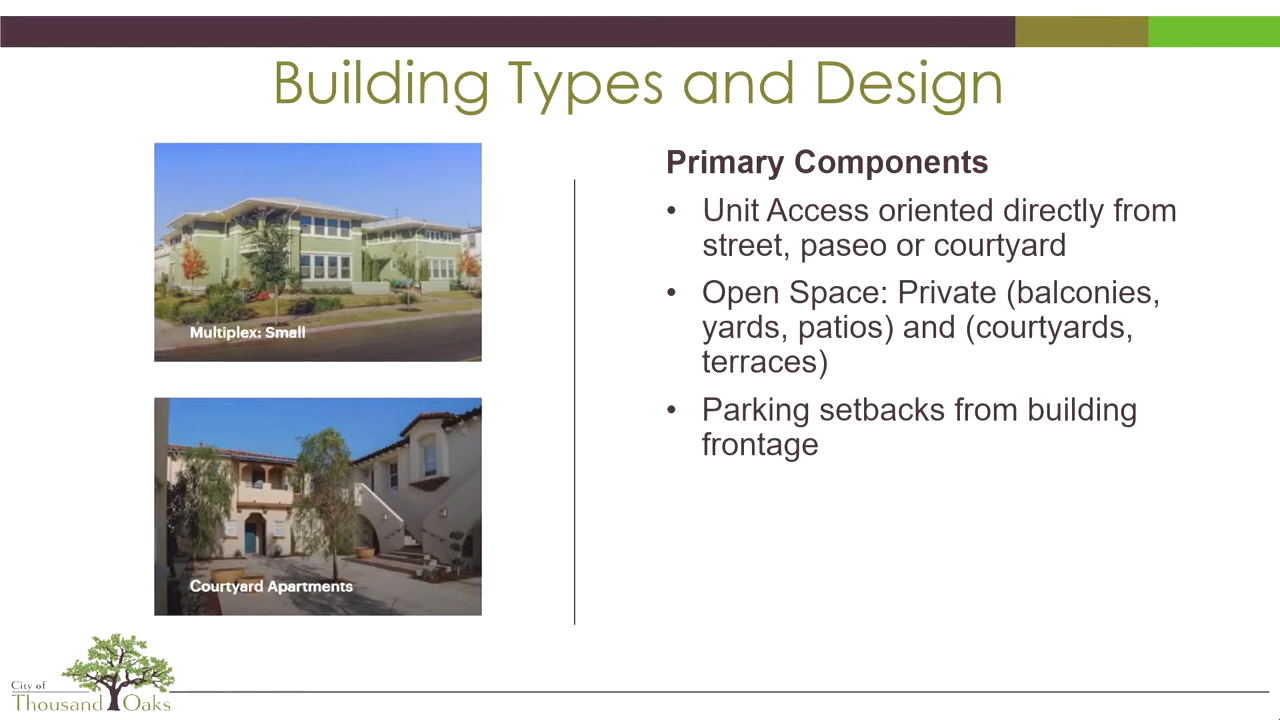 Building Types and Design
Multiplex: Small
Courtyard Apartments
Primary Components
• Unit Access oriented directly from
street, paseo or courtyard
• Open Space: Private (balconies,
yards, patios) and (courtyards,
terraces)
• Parking setbacks from building
frontage
City of
Thousand Oaks